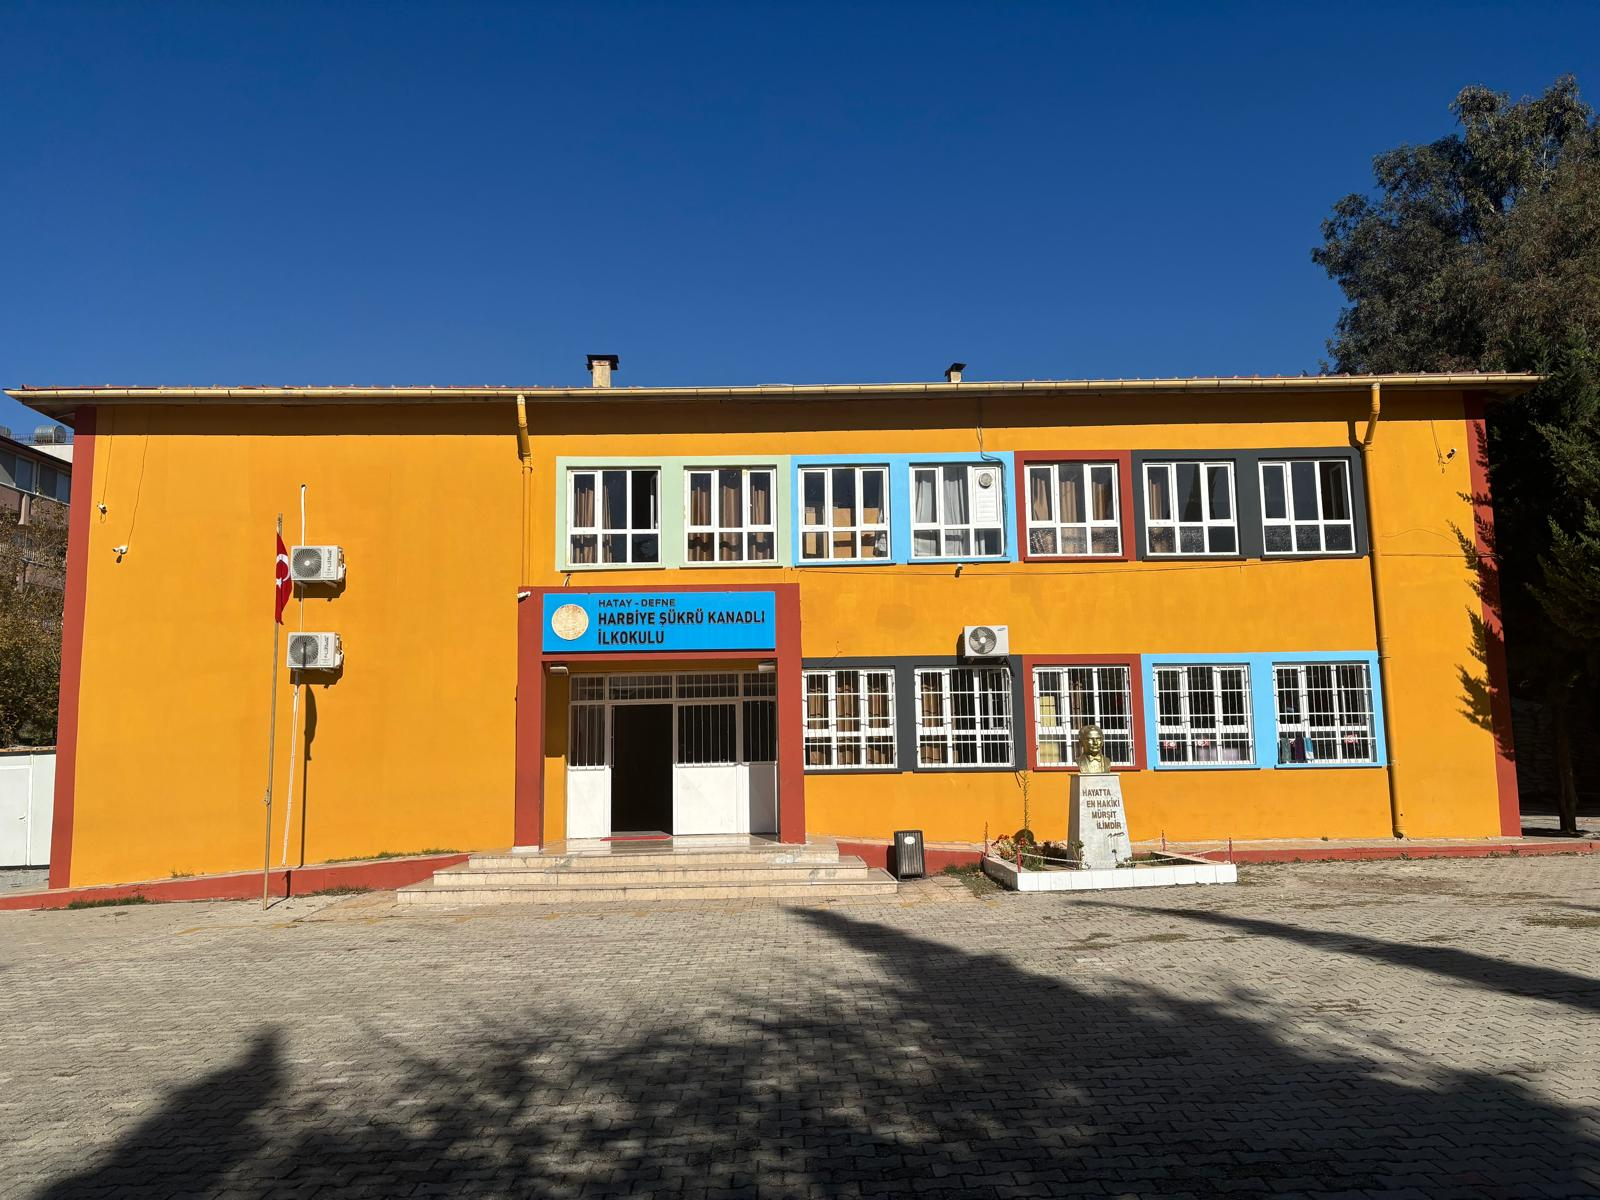 HATAY - DEFNE
HARBİYE ŞÜKRÜ KANADLI
İLKOKULU
HAYATTA
EN HAKİKİ
MÜRŞİT
İLİMDİR